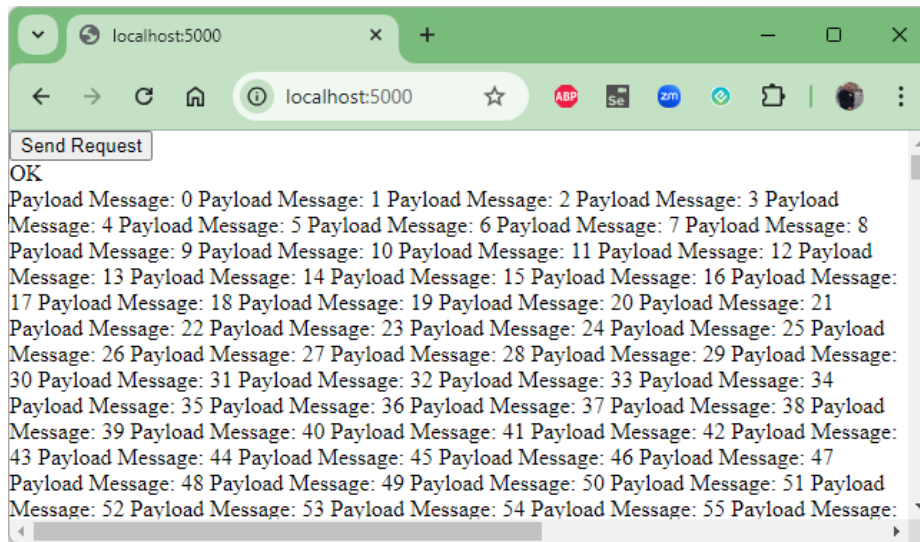 localhost:5000
localhost:5000
ABP
Se
zm
Send Request
OK
Payload Message: 0 Payload Message: 1 Payload Message: 2 Payload Message: 3 Payload
Message: 4 Payload Message: 5 Payload Message: 6 Payload Message: 7 Payload Message: 8
Payload Message: 9 Payload Message: 10 Payload Message: 11 Payload Message: 12 Payload
Message: 13 Payload Message: 14 Payload Message: 15 Payload Message: 16 Payload Message:
17 Payload Message: 18 Payload Message: 19 Payload Message: 20 Payload Message: 21
Payload Message: 22 Payload Message: 23 Payload Message: 24 Payload Message: 25 Payload
Message: 26 Payload Message: 27 Payload Message: 28 Payload Message: 29 Payload Message:
30 Payload Message: 31 Payload Message: 32 Payload Message: 33 Payload Message: 34
Payload Message: 35 Payload Message: 36 Payload Message: 37 Payload Message: 38 Payload
Message: 39 Payload Message: 40 Payload Message: 41 Payload Message: 42 Payload Message:
43 Payload Message: 44 Payload Message: 45 Payload Message: 46 Payload Message: 47
Payload Message: 48 Payload Message: 49 Payload Message: 50 Payload Message: 51 Payload
Message: 52 Payload Message: 53 Payload Message: 54 Payload Message: 55 Payload Message: